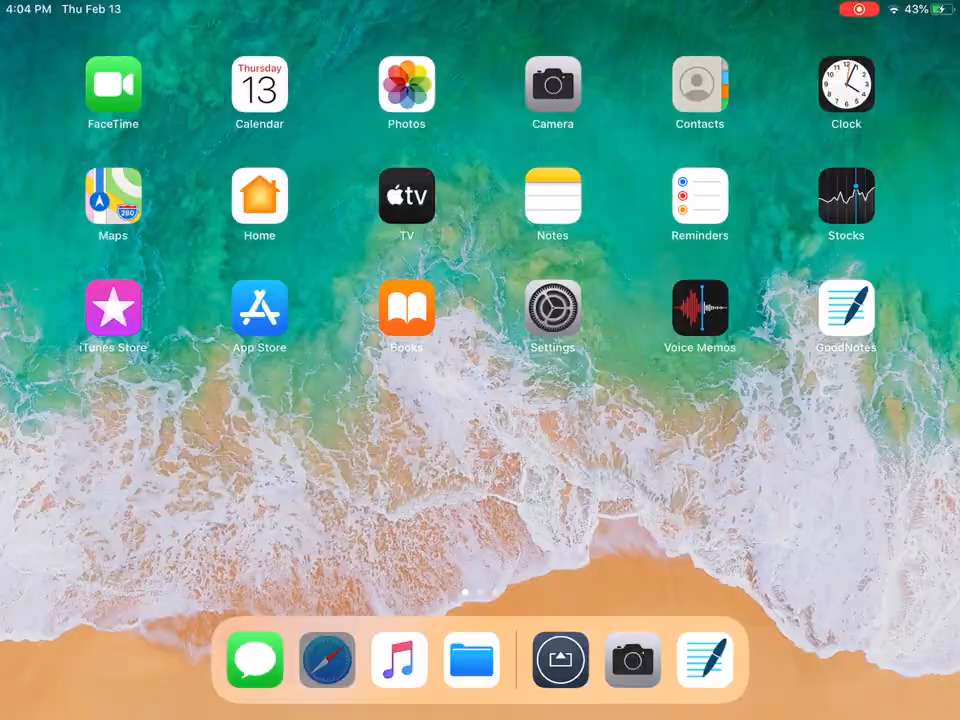 4:04 PM Thu Feb 13
43%
Thursday
13
FaceTime Calendar Photos Camera Contacts Clock
280
tv
Maps Home TV Notes Reminders Stocks
iTunes Store App Store Books Settings Voice Memos GoodNotes